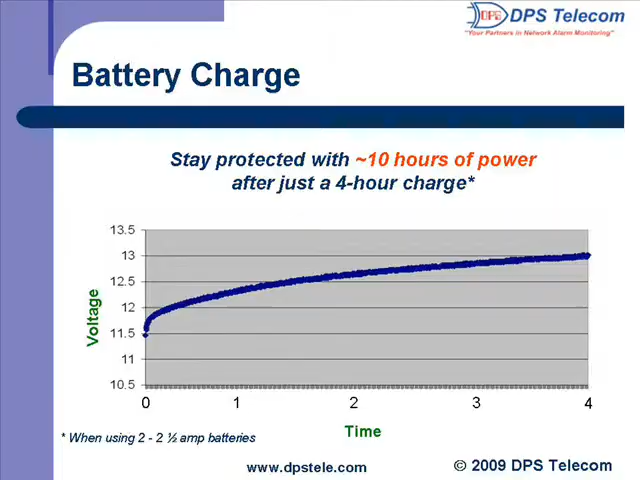 DPS Telecom
"Your Partners in Network Alarm Monitoring"
Battery Charge
Stay protected with ~10 hours of power
after just a 4-hour charge*
13.5
13
12.5
12
11.5
11
10.5
Voltage
0 1 2 3 4
Time
* When using 2 - 2 ½ amp batteries
www.dpstele.com
© 2009 DPS Telecom